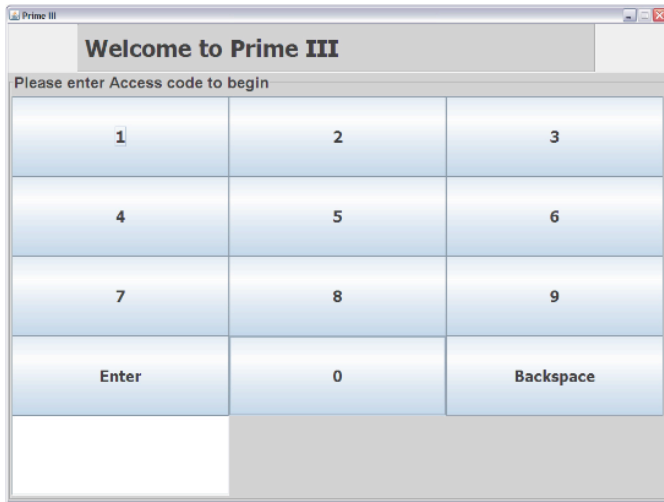 Prime III
Welcome to Prime III
Please enter Access code to begin
1 2 3
4 5 6
7 8 9
Enter 0 Backspace